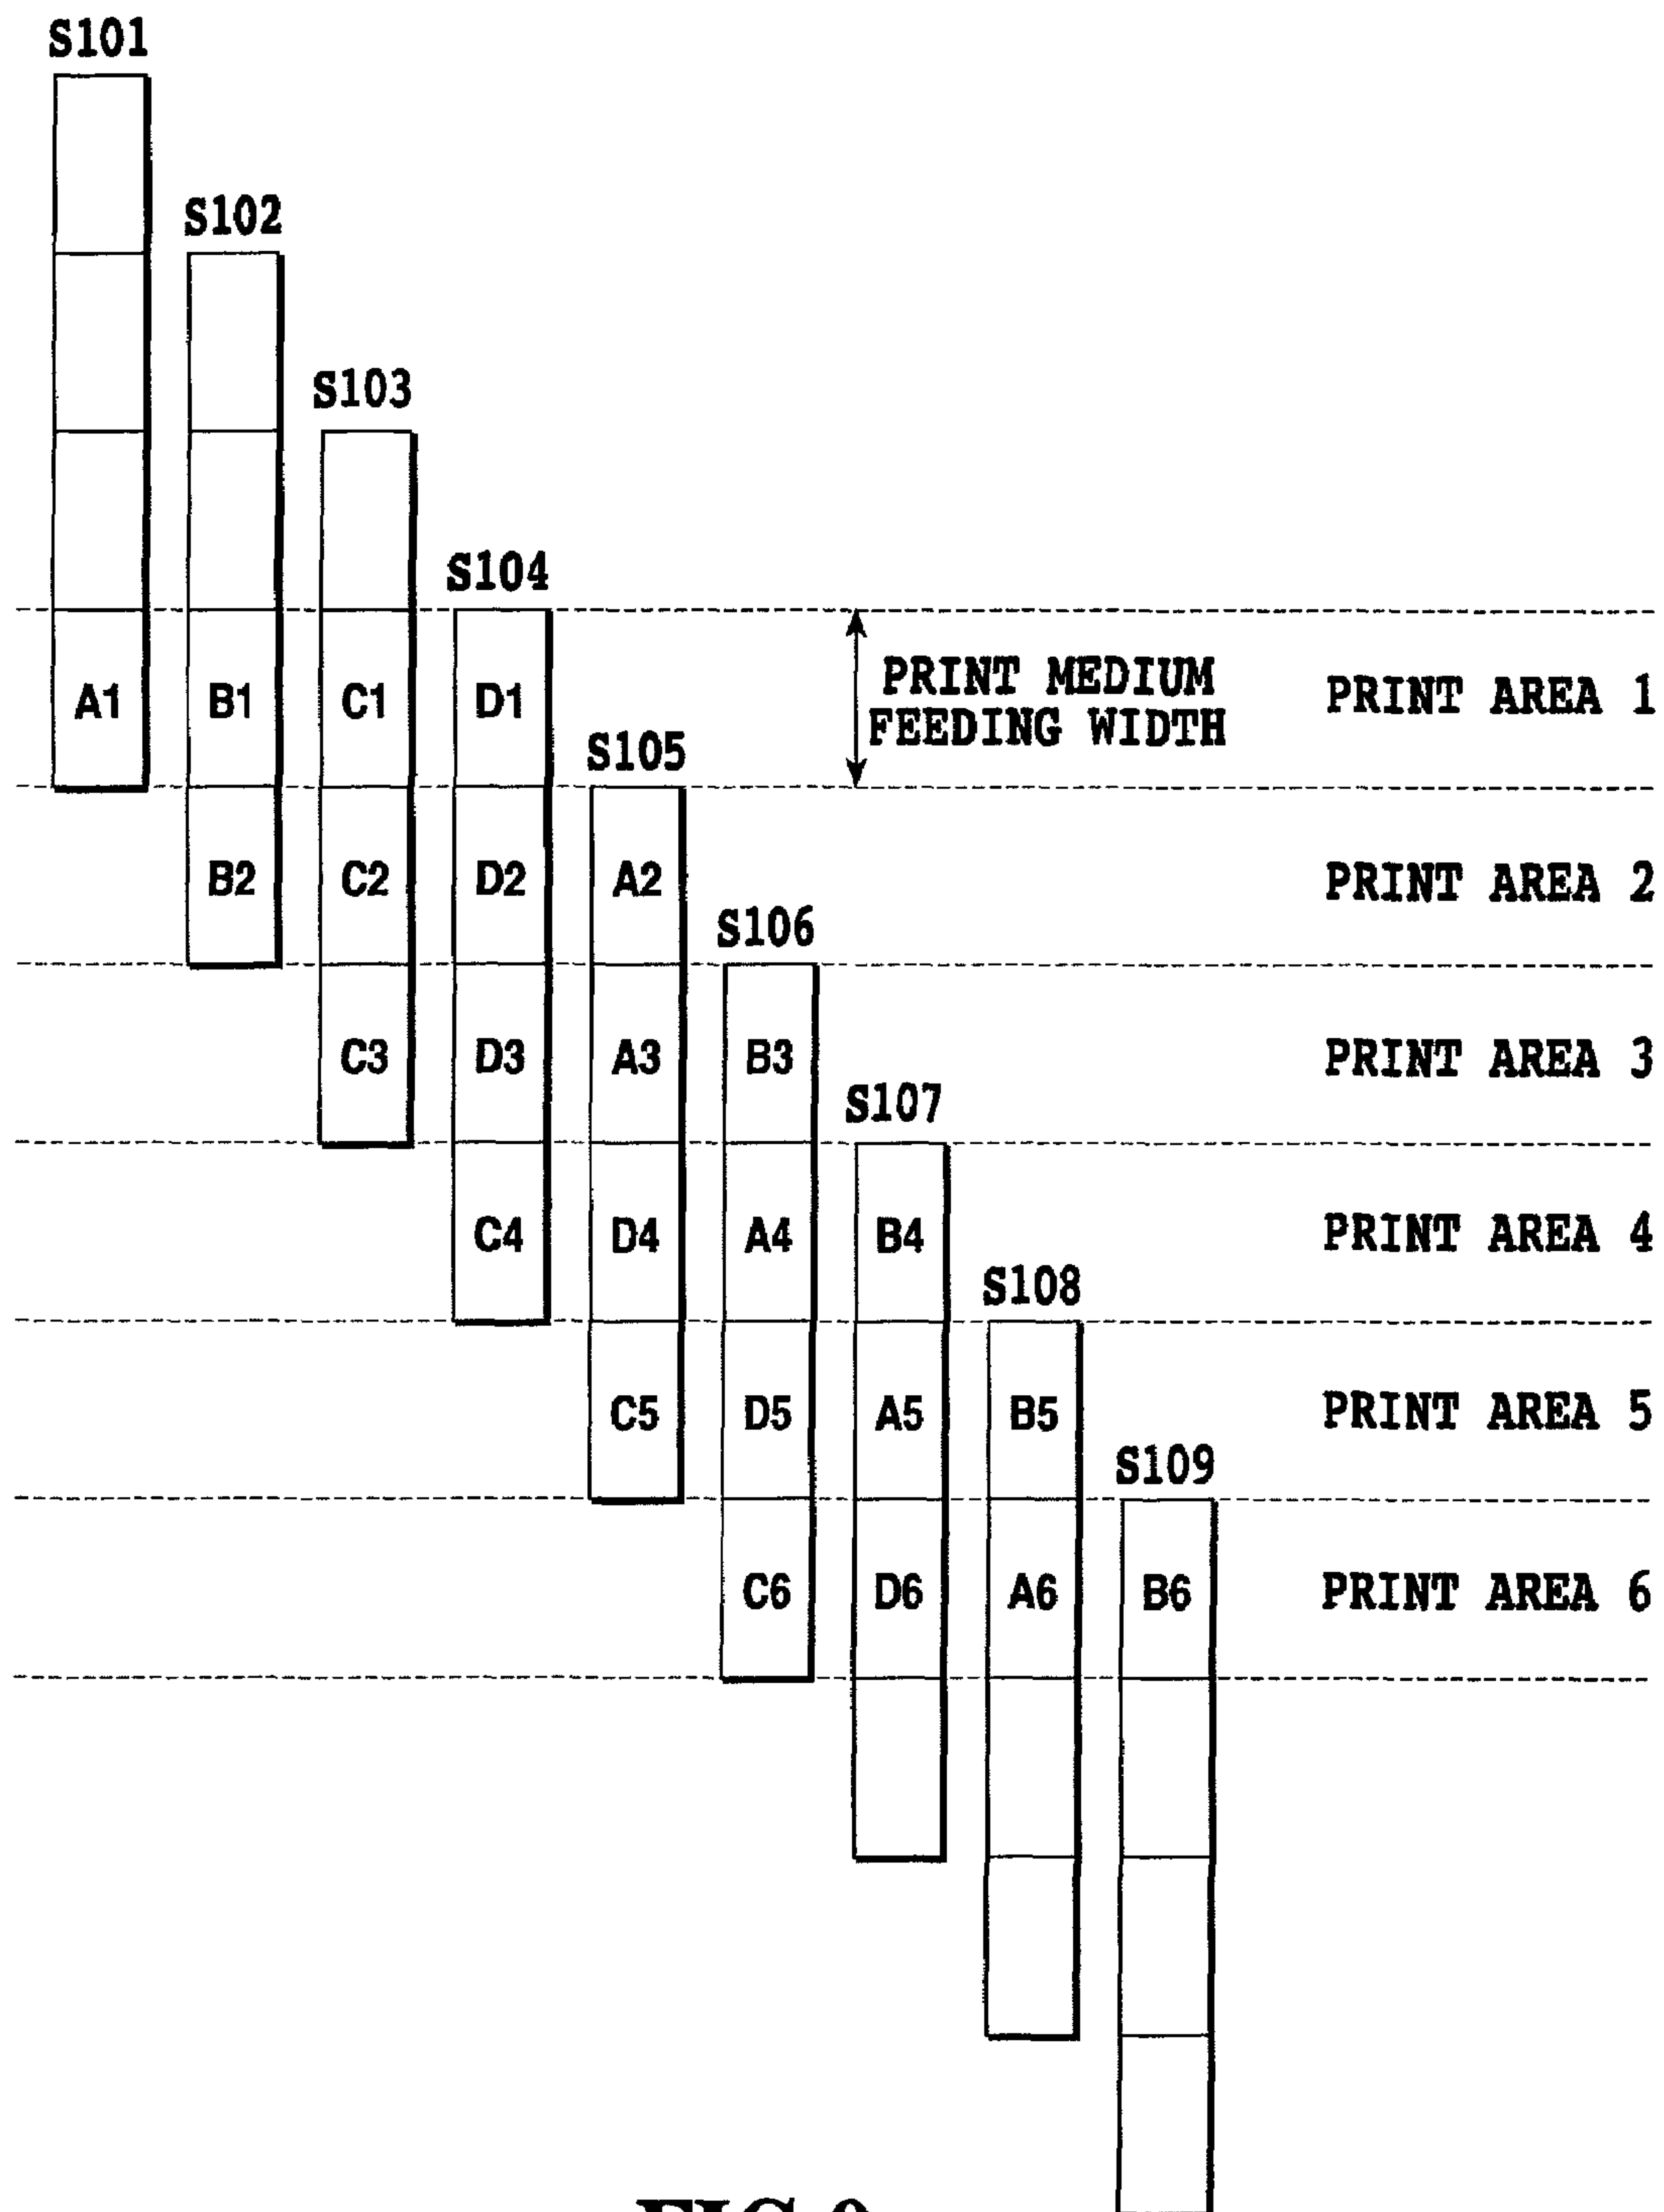 S101
S102
S103
S104
A1 B1 C1 D1 PRINT MEDIUM FEEDING WIDTH PRINT AREA 1
S105
B2 C2 D2 A2 PRINT AREA 2
S106
C3 D3 A3 B3 PRINT AREA 3
S107
C4 D4 A4 B4 PRINT AREA 4
S108
C5 D5 A5 B5 PRINT AREA 5
S109
C6 D6 A6 B6 PRINT AREA 6